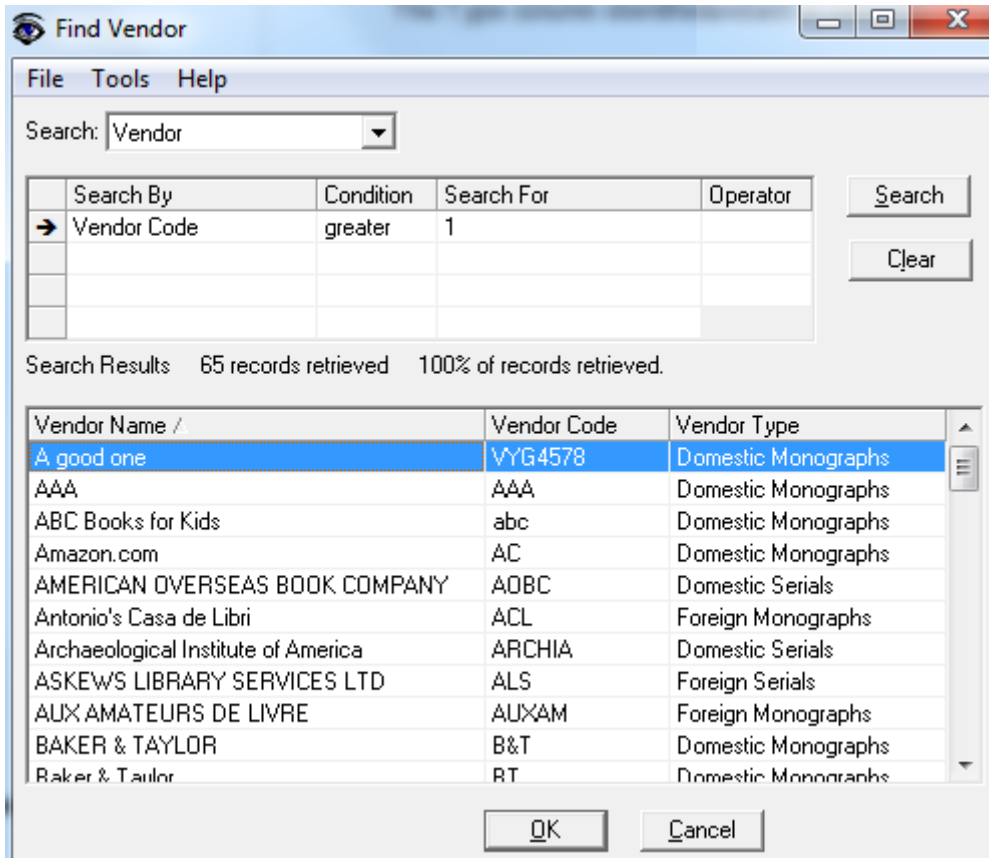 Find Vendor
File Tools Help
Search: Vendor
Search By Condition Search For Operator
Vendor Code greater 1
Search
Clear
Search Results 65 records retrieved 100% of records retrieved.
Vendor Name Vendor Code Vendor Type
A good one VYG4578 Domestic Monographs
AAA AAA Domestic Monographs
ABC Books for Kids abc Domestic Monographs
Amazon.com AC Domestic Monographs
AMERICAN OVERSEAS BOOK COMPANY AOBC Domestic Serials
Antonio's Casa de Libri ACL Foreign Monographs
Archaeological Institute of America ARCHIA Domestic Serials
ASKEWS LIBRARY SERVICES LTD ALS Foreign Serials
AUX AMATEURS DE LIVRE AUXAM Foreign Monographs
BAKER & TAYLOR B&T Domestic Monographs
Baker & Taylor BT Domestic Monographs
OK Cancel